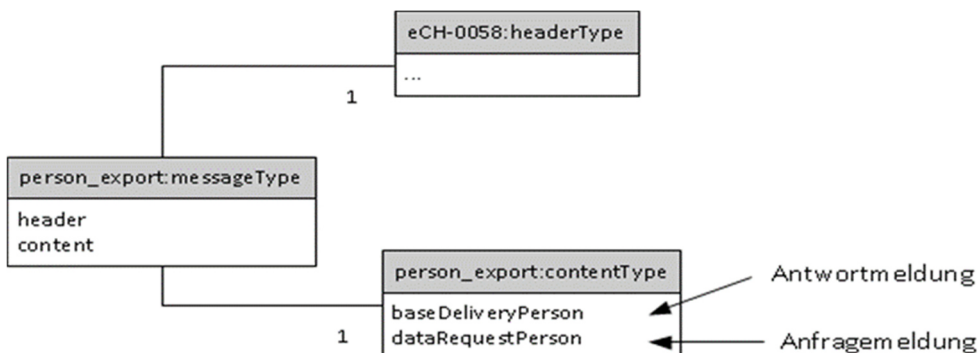 eCH-0058:headerType
...
1
person_export:messageType
header
content
person_export:contentType
baseDeliveryPerson
dataRequestPerson
1
Antwortmeldung
Anfragemeldung